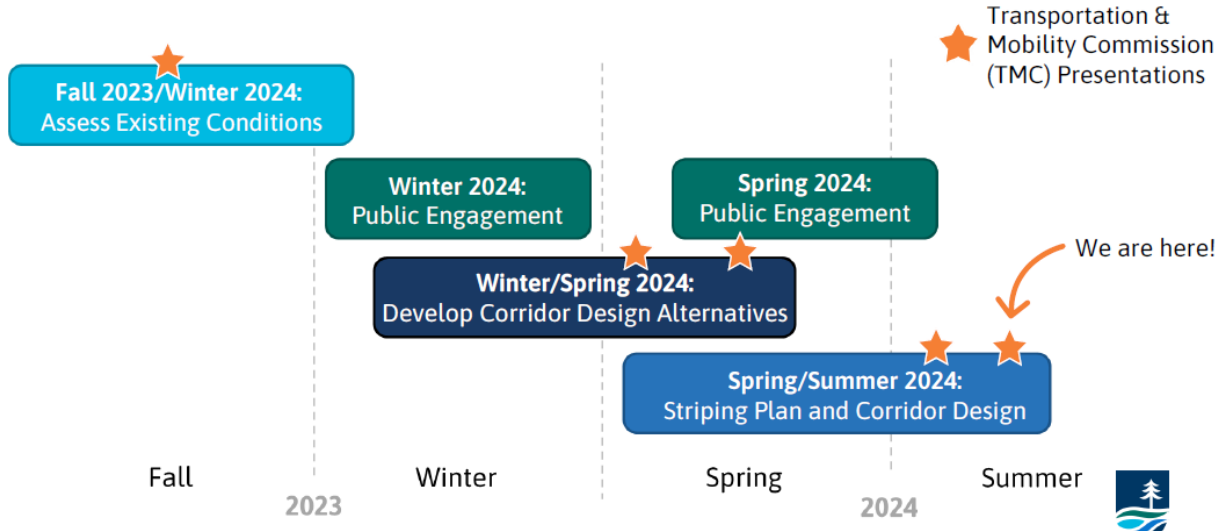 Transportation &
Mobility Commission
(TMC) Presentations
Fall 2023/Winter 2024:
Assess Existing Conditions
Winter 2024:
Public Engagement
Spring 2024:
Public Engagement
We are here!
Winter/Spring 2024:
Develop Corridor Design Alternatives
Spring/Summer 2024:
Striping Plan and Corridor Design
Fall
Winter
Spring
Summer
2023
2024